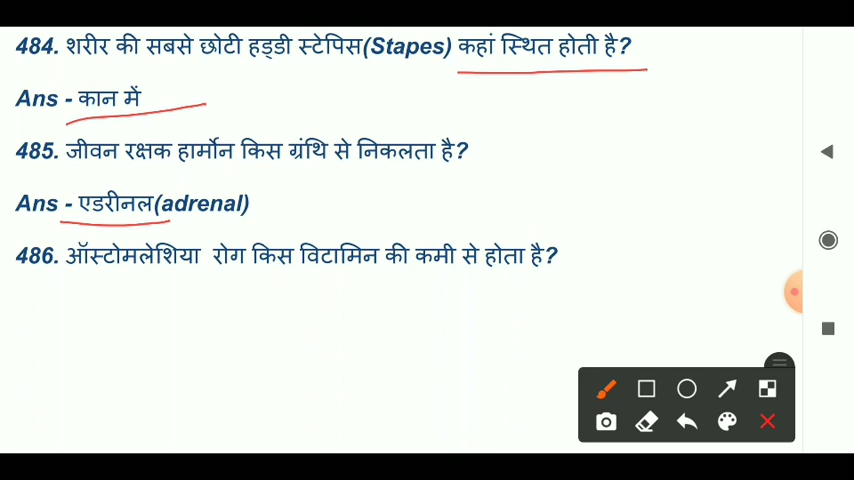 484. शरीर की सबसे छोटी हड्डी स्टेपिस(Stapes) कहां स्थित होती है?
Ans - कान में
485. जीवन रक्षक हार्मोन किस ग्रंथि से निकलता है?
Ans - एडरीनल(adrenal)
486. ऑस्टोमलेशिया रोग किस विटामिन की कमी से होता है?